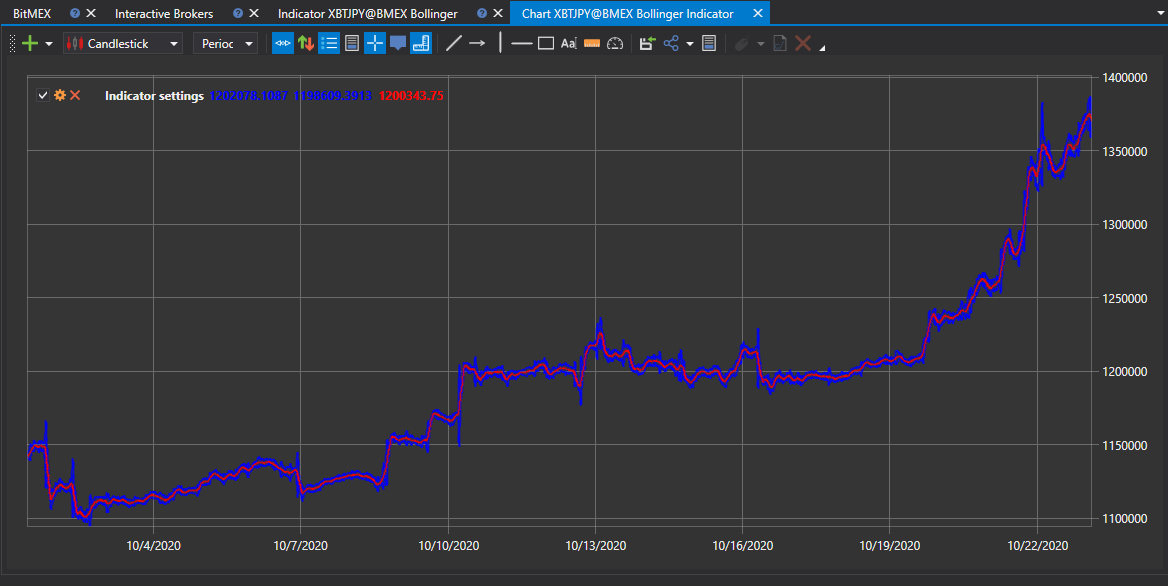 BitMEX Interactive Brokers Indicator XBTJPY@BMEX Bollinger Chart XBTJPY@BMEX Bollinger Indicator
Candlestick Perioc Aa
Indicator settings 1202078.1087 1198609.3913 1200343.75
1400000
1350000
1300000
1250000
1200000
1150000
1100000
10/4/2020 10/7/2020 10/10/2020 10/13/2020 10/16/2020 10/19/2020 10/22/2020